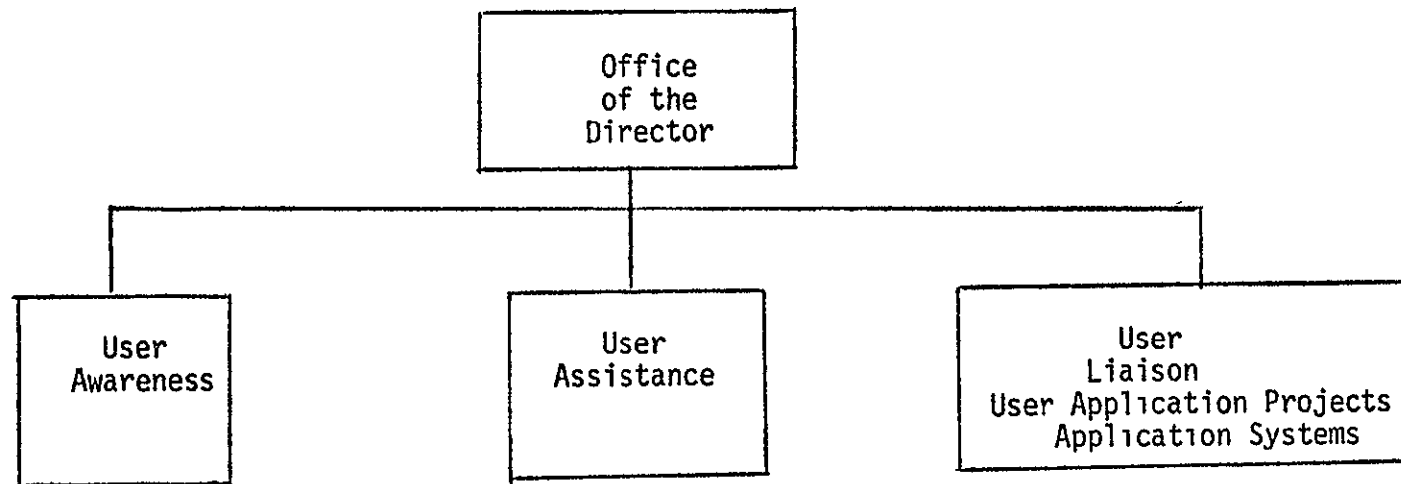 Office
of the
Director
User
Awareness
User
Assistance
User
Liaison
User Application Projects
Application Systems